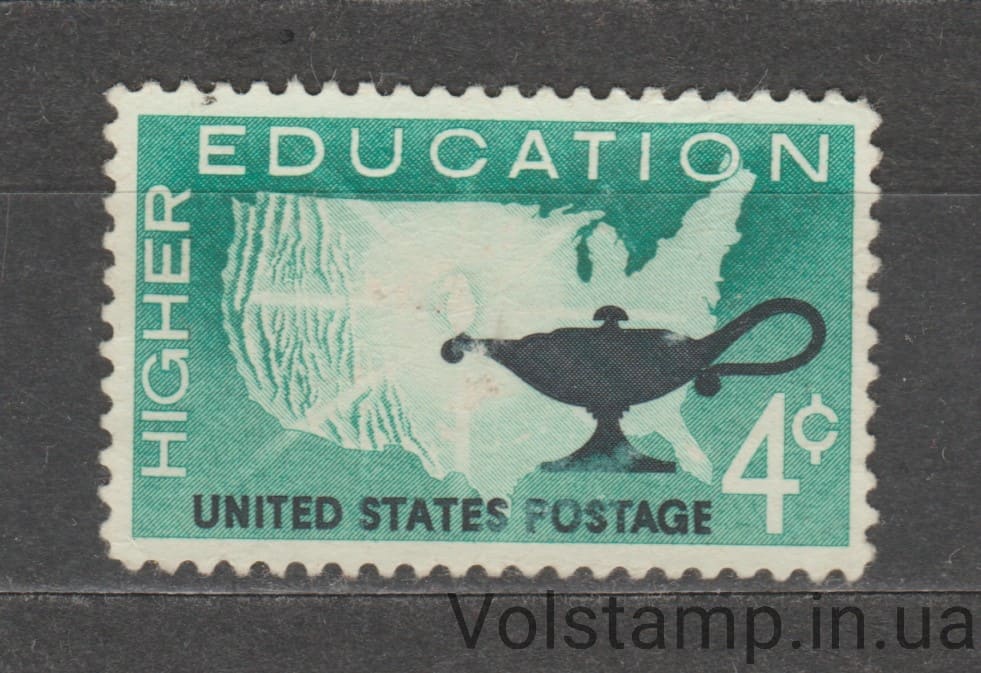 EDUCATION
HIGHER
4¢
UNITED STATES POSTAGE
Volstamp.in.ua